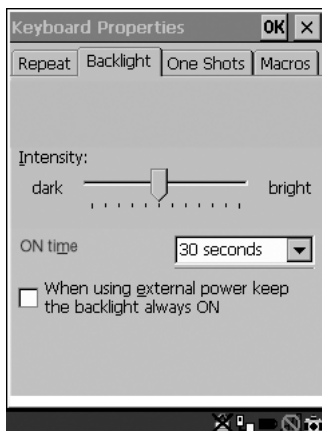 Keyboard Properties OK ×
Repeat Backlight One Shots Macros
Intensity:
dark bright
ON time 30 seconds
When using external power keep
the backlight always ON